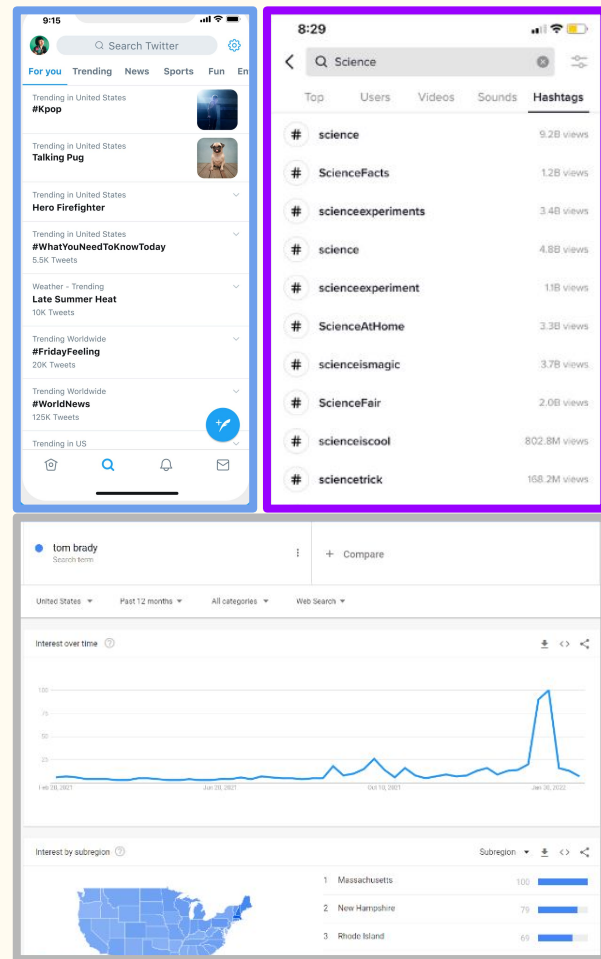 9:15
Search Twitter
For you Trending News Sports Fun En
Trending in United States
#Kpop
Trending in United States
Talking Pug
Trending in United States
Hero Firefighter
Trending in United States
#WhatYouNeedToKnowToday
5.5K Tweets
Weather - Trending
Late Summer Heat
10K Tweets
Trending Worldwide
#FridayFeeling
20K Tweets
Trending Worldwide
#WorldNews
125K Tweets
Trending in US
8:29
Science
Top Users Videos Sounds Hashtags
# science 9.2B views
# ScienceFacts 1.2B views
# scienceexperiments 3.4B views
# science 4.8B views
# scienceexperiment 1.1B views
# ScienceAtHome 3.3B views
# scienceismagic 3.7B views
# ScienceFair 2.0B views
# scienceiscool 802.8M views
# sciencetrick 168.2M views
tom brady
Search term
+ Compare
United States Past 12 months All categories Web Search
Interest over time ?
100
75
50
25
Feb 28, 2021 Jun 20, 2021 Oct 10, 2021 Jan 30, 2022
Interest by subregion ? Subregion
1 Massachusetts 100
2 New Hampshire 79
3 Rhode Island 69